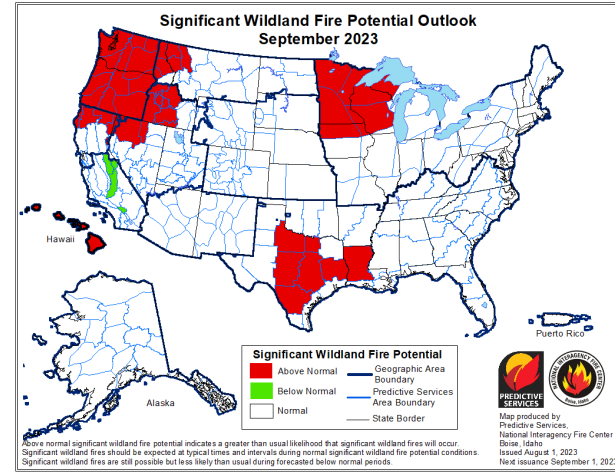 Significant Wildland Fire Potential Outlook
September 2023
Hawaii
Alaska
Puerto Rico
Significant Wildland Fire Potential
Above Normal
Below Normal
Normal
Geographic Area
Boundary
Predictive Services
Area Boundary
State Border
PREDICTIVE
SERVICES
NATIONAL INTERAGENCY FIRE CENTER
Boise, Idaho
Map produced by
Predictive Services,
National Interagency Fire Center
Boise, Idaho
Issued August 1, 2023
Next issuance September 1, 2023
Above normal significant wildland fire potential indicates a greater than usual likelihood that significant wildland fires will occur.
Significant wildland fires should be expected at typical times and intervals during normal significant wildland fire potential conditions.
Significant wildland fires are still possible but less likely than usual during forecasted below normal periods.